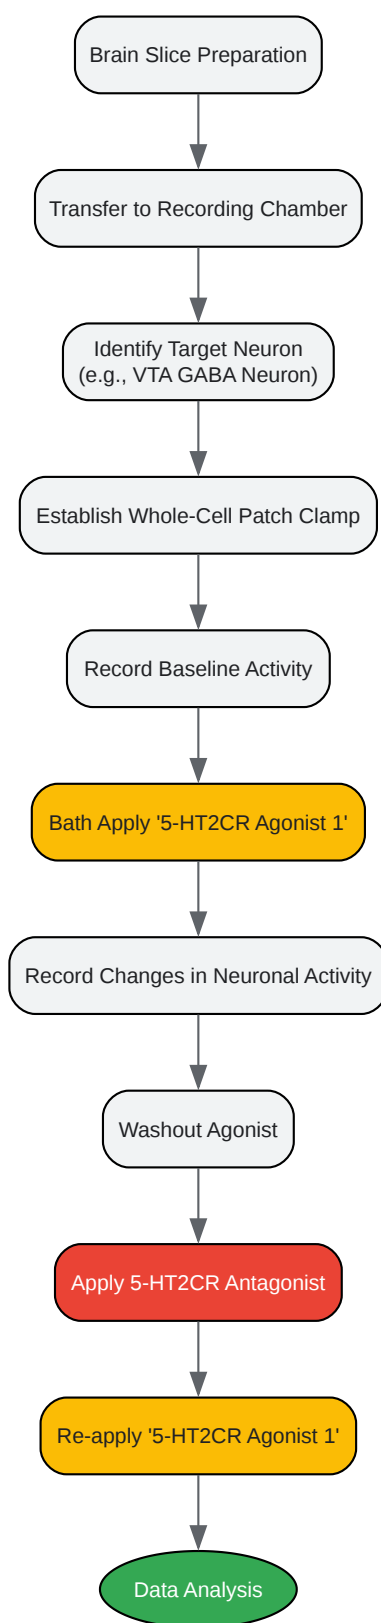 Brain Slice Preparation
Transfer to Recording Chamber
Identify Target Neuron
(e.g., VTA GABA Neuron)
Establish Whole-Cell Patch Clamp
Record Baseline Activity
Bath Apply '5-HT2CR Agonist 1'
Record Changes in Neuronal Activity
Washout Agonist
Apply 5-HT2CR Antagonist
Re-apply '5-HT2CR Agonist 1'
Data Analysis